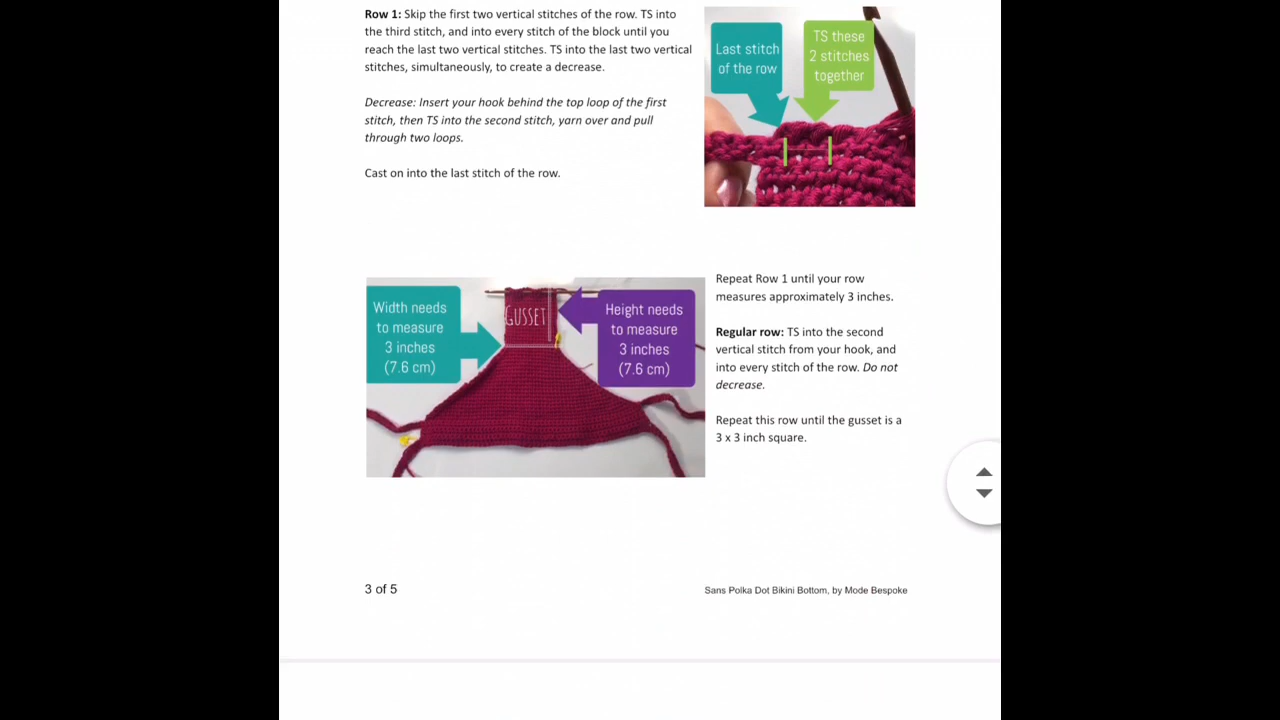 Row 1: Skip the first two vertical stitches of the row. TS into
the third stitch, and into every stitch of the block until you
reach the last two vertical stitches. TS into the last two vertical
stitches, simultaneously, to create a decrease.
Decrease: Insert your hook behind the top loop of the first
stitch, then TS into the second stitch, yarn over and pull
through two loops.
Cast on into the last stitch of the row.
Last stitch
of the row
TS these
2 stitches
together
Width needs
to measure
3 inches
(7.6 cm)
GUSSET
Height needs
to measure
3 inches
(7.6 cm)
Repeat Row 1 until your row
measures approximately 3 inches.
Regular row: TS into the second
vertical stitch from your hook, and
into every stitch of the row. Do not
decrease.
Repeat this row until the gusset is a
3 x 3 inch square.
3 of 5
Sans Polka Dot Bikini Bottom, by Mode Bespoke